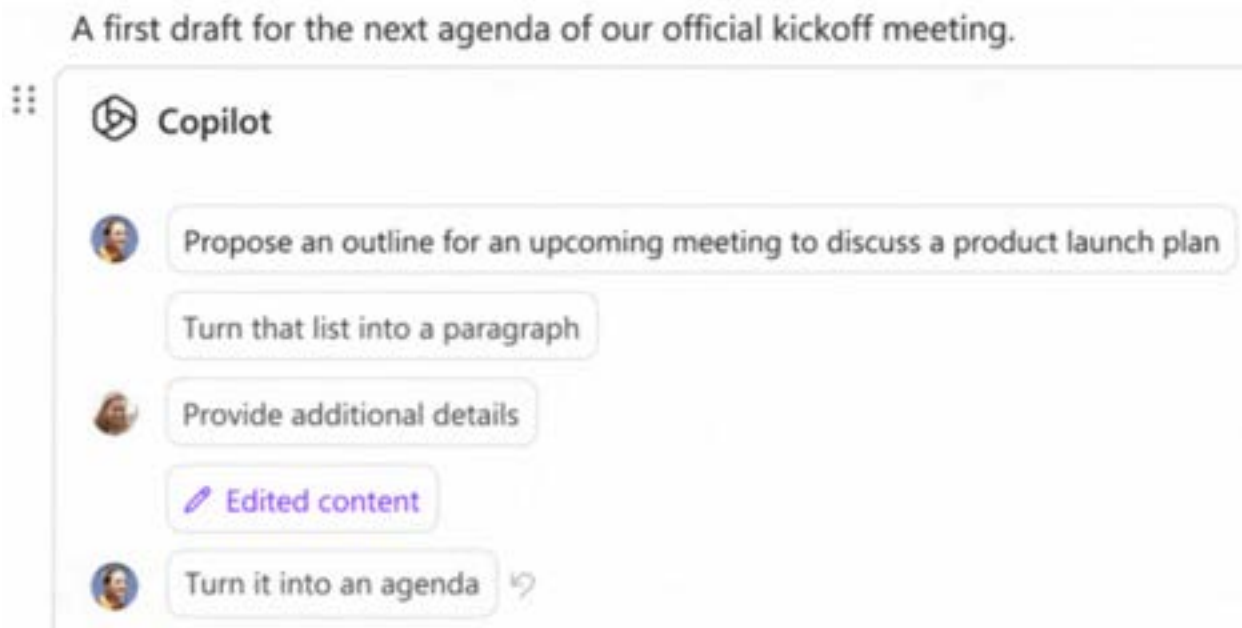 A first draft for the next agenda of our official kickoff meeting.
Copilot
Propose an outline for an upcoming meeting to discuss a product launch plan
Turn that list into a paragraph
Provide additional details
Edited content
Turn it into an agenda